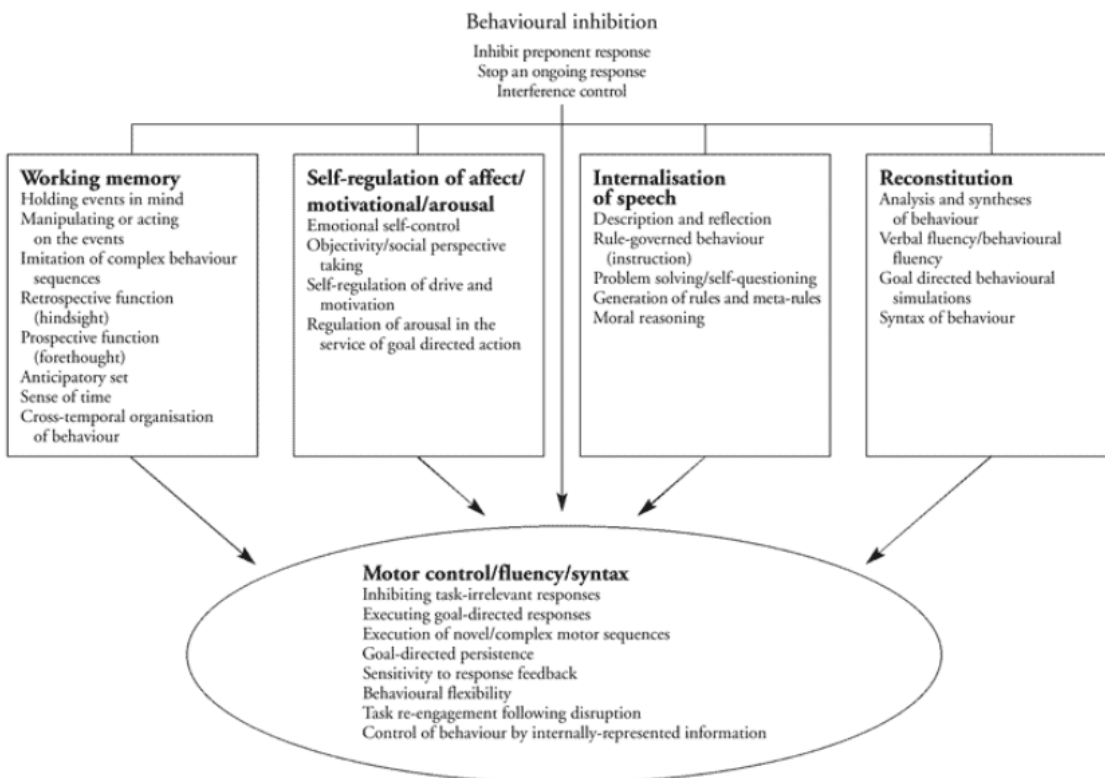 Behavioural inhibition
Inhibit preponent response
Stop an ongoing response
Interference control
Working memory
Holding events in mind
Manipulating or acting
on the events
Imitation of complex behaviour
sequences
Retrospective function
(hindsight)
Prospective function
(forethought)
Anticipatory set
Sense of time
Cross-temporal organisation
of behaviour
Self-regulation of affect/
motivational/arousal
Emotional self-control
Objectivity/social perspective
taking
Self-regulation of drive and
motivation
Regulation of arousal in the
service of goal directed action
Internalisation
of speech
Description and reflection
Rule-governed behaviour
(instruction)
Problem solving/self-questioning
Generation of rules and meta-rules
Moral reasoning
Reconstitution
Analysis and syntheses
of behaviour
Verbal fluency/behavioural
fluency
Goal directed behavioural
simulations
Syntax of behaviour
Motor control/fluency/syntax
Inhibiting task-irrelevant responses
Executing goal-directed responses
Execution of novel/complex motor sequences
Goal-directed persistence
Sensitivity to response feedback
Behavioural flexibility
Task re-engagement following disruption
Control of behaviour by internally-represented information